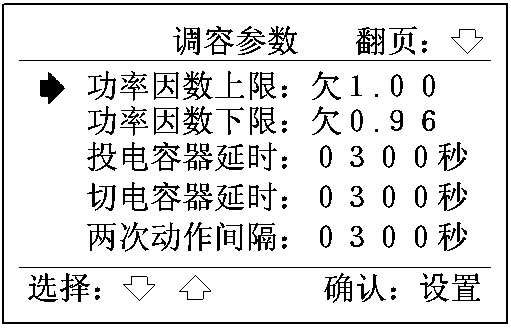 调容参数 翻页：⇩
➡ 功率因数上限：欠1.00
功率因数下限：欠0.96
投电容器延时：0300秒
切电容器延时：0300秒
两次动作间隔：0300秒
选择：⇩ ⇧ 确认：设置